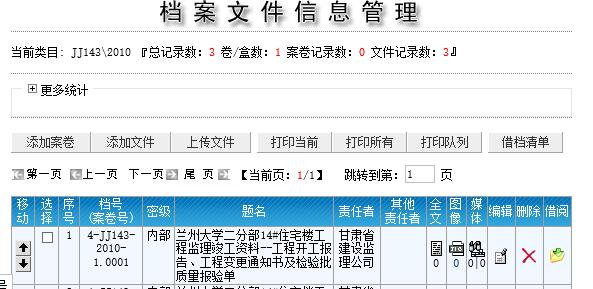 档案文件信息管理
当前类目: JJ143\2010 『总记录数: 3 卷/盒数: 1 案卷记录数: 0 文件记录数: 3』
更多统计
添加案卷 添加文件 上传文件 打印当前 打印所有 打印队列 借档清单
第一页 上一页 下一页 尾 页 【当前页: 1/1】 跳转到第: 1 页
移动 选择 序号 档号(案卷号) 密级 题名 责任者 其他责任者 全文 图像 媒体 编辑 删除 借阅
1 4-JJ143-2010-1.0001 内部 兰州大学二分部14#住宅楼工程监理竣工资料--工程开工报告、工程变更通知书及检验批质量报验单 甘肃省建设监理公司 0 0 0 0